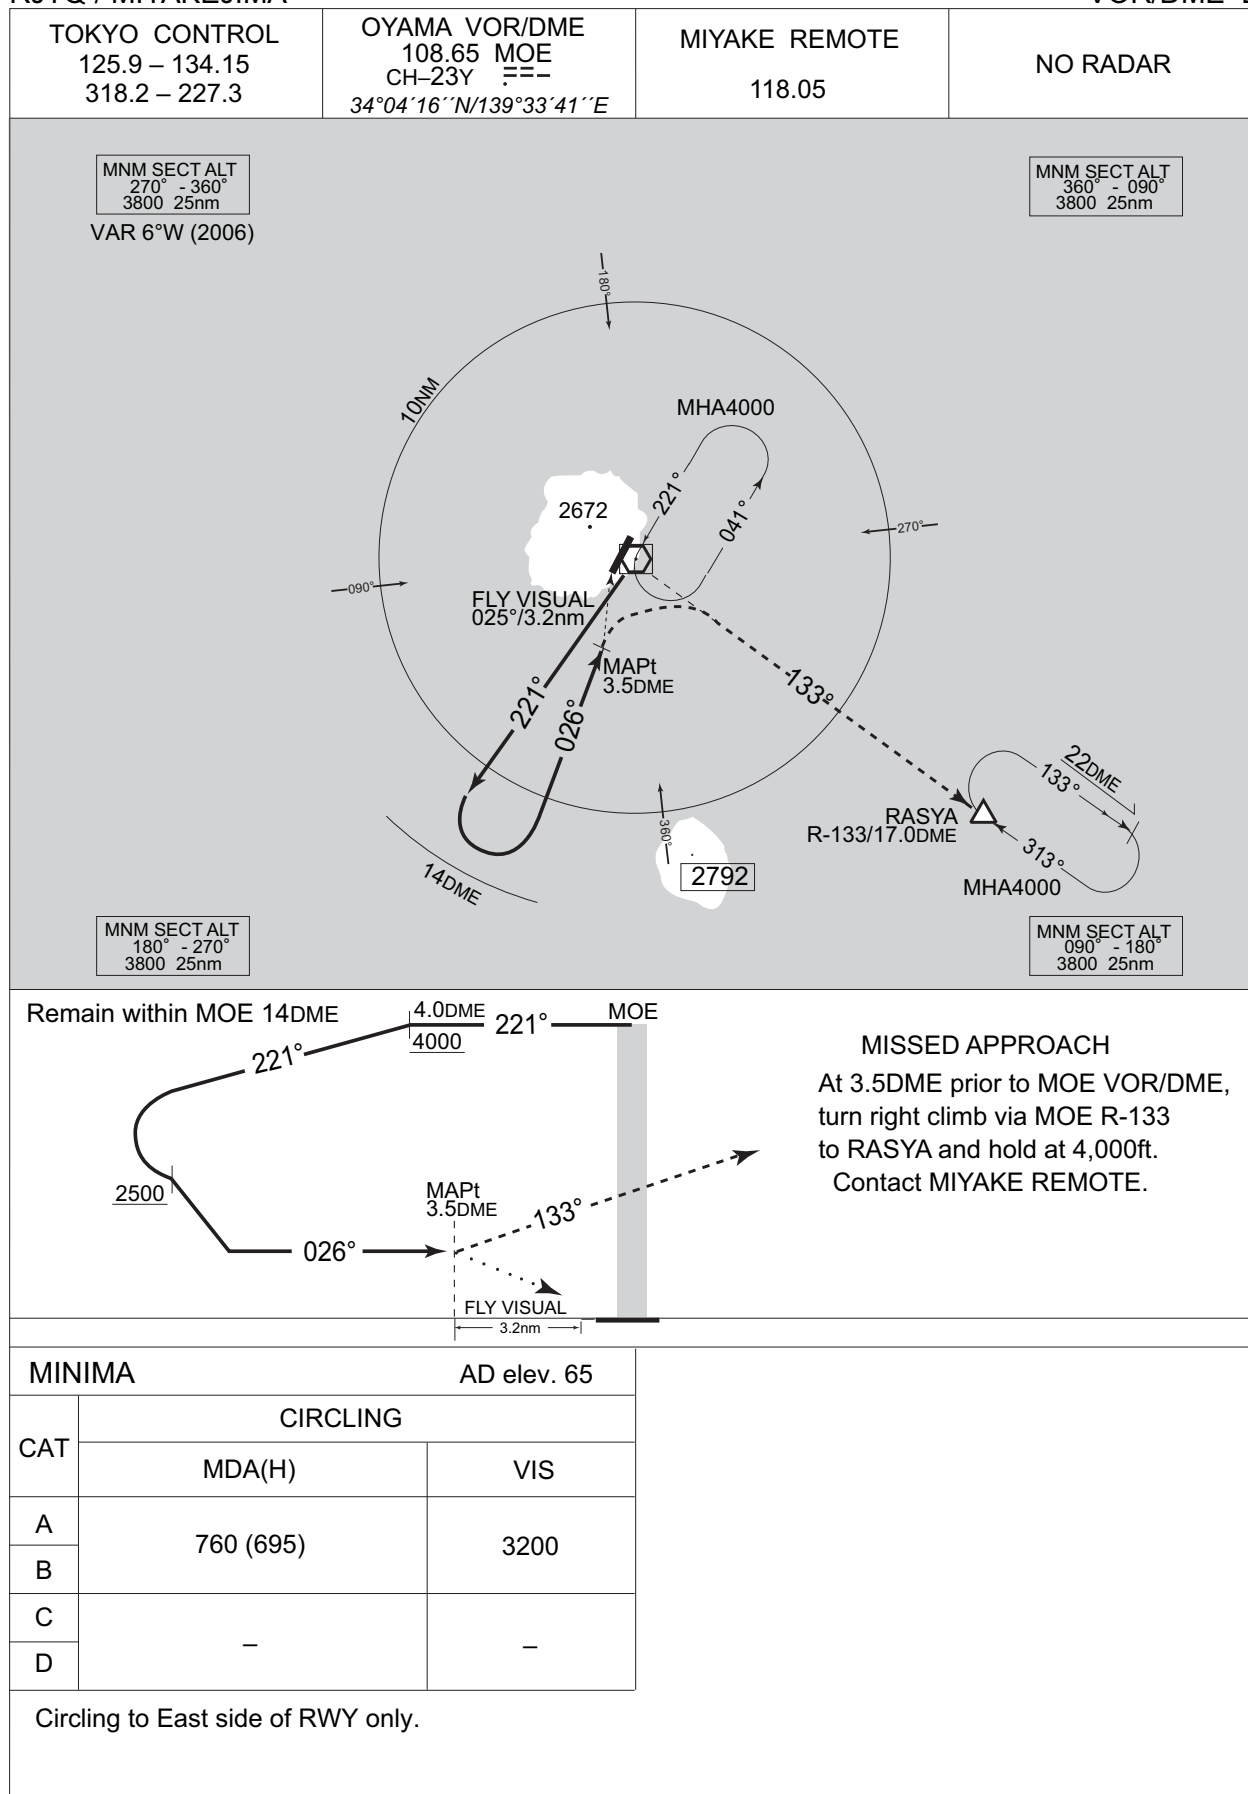 TOKYO CONTROL
125.9 – 134.15
318.2 – 227.3
OYAMA VOR/DME
108.65 MOE
CH–23Y
34°04´16´´N/139°33´41´´E
MIYAKE REMOTE
118.05
NO RADAR
MNM SECT ALT
270° - 360°
3800 25nm
VAR 6°W (2006)
MNM SECT ALT
360° - 090°
3800 25nm
180°
10NM
MHA4000
221°
041°
2672
270°
090°
FLY VISUAL
025°/3.2nm
MAPt
3.5DME
221°
026°
133°
22DME
133°
RASYA
R-133/17.0DME
313°
MHA4000
360°
2792
14DME
MNM SECT ALT
180° - 270°
3800 25nm
MNM SECT ALT
090° - 180°
3800 25nm
Remain within MOE 14DME
4.0DME
4000
221°
MOE
221°
2500
026°
MAPt
3.5DME
133°
FLY VISUAL
3.2nm
MISSED APPROACH
At 3.5DME prior to MOE VOR/DME,
turn right climb via MOE R-133
to RASYA and hold at 4,000ft.
Contact MIYAKE REMOTE.
MINIMA AD elev. 65
CAT CIRCLING
MDA(H) VIS
A
B
760 (695) 3200
C
D
– –
Circling to East side of RWY only.